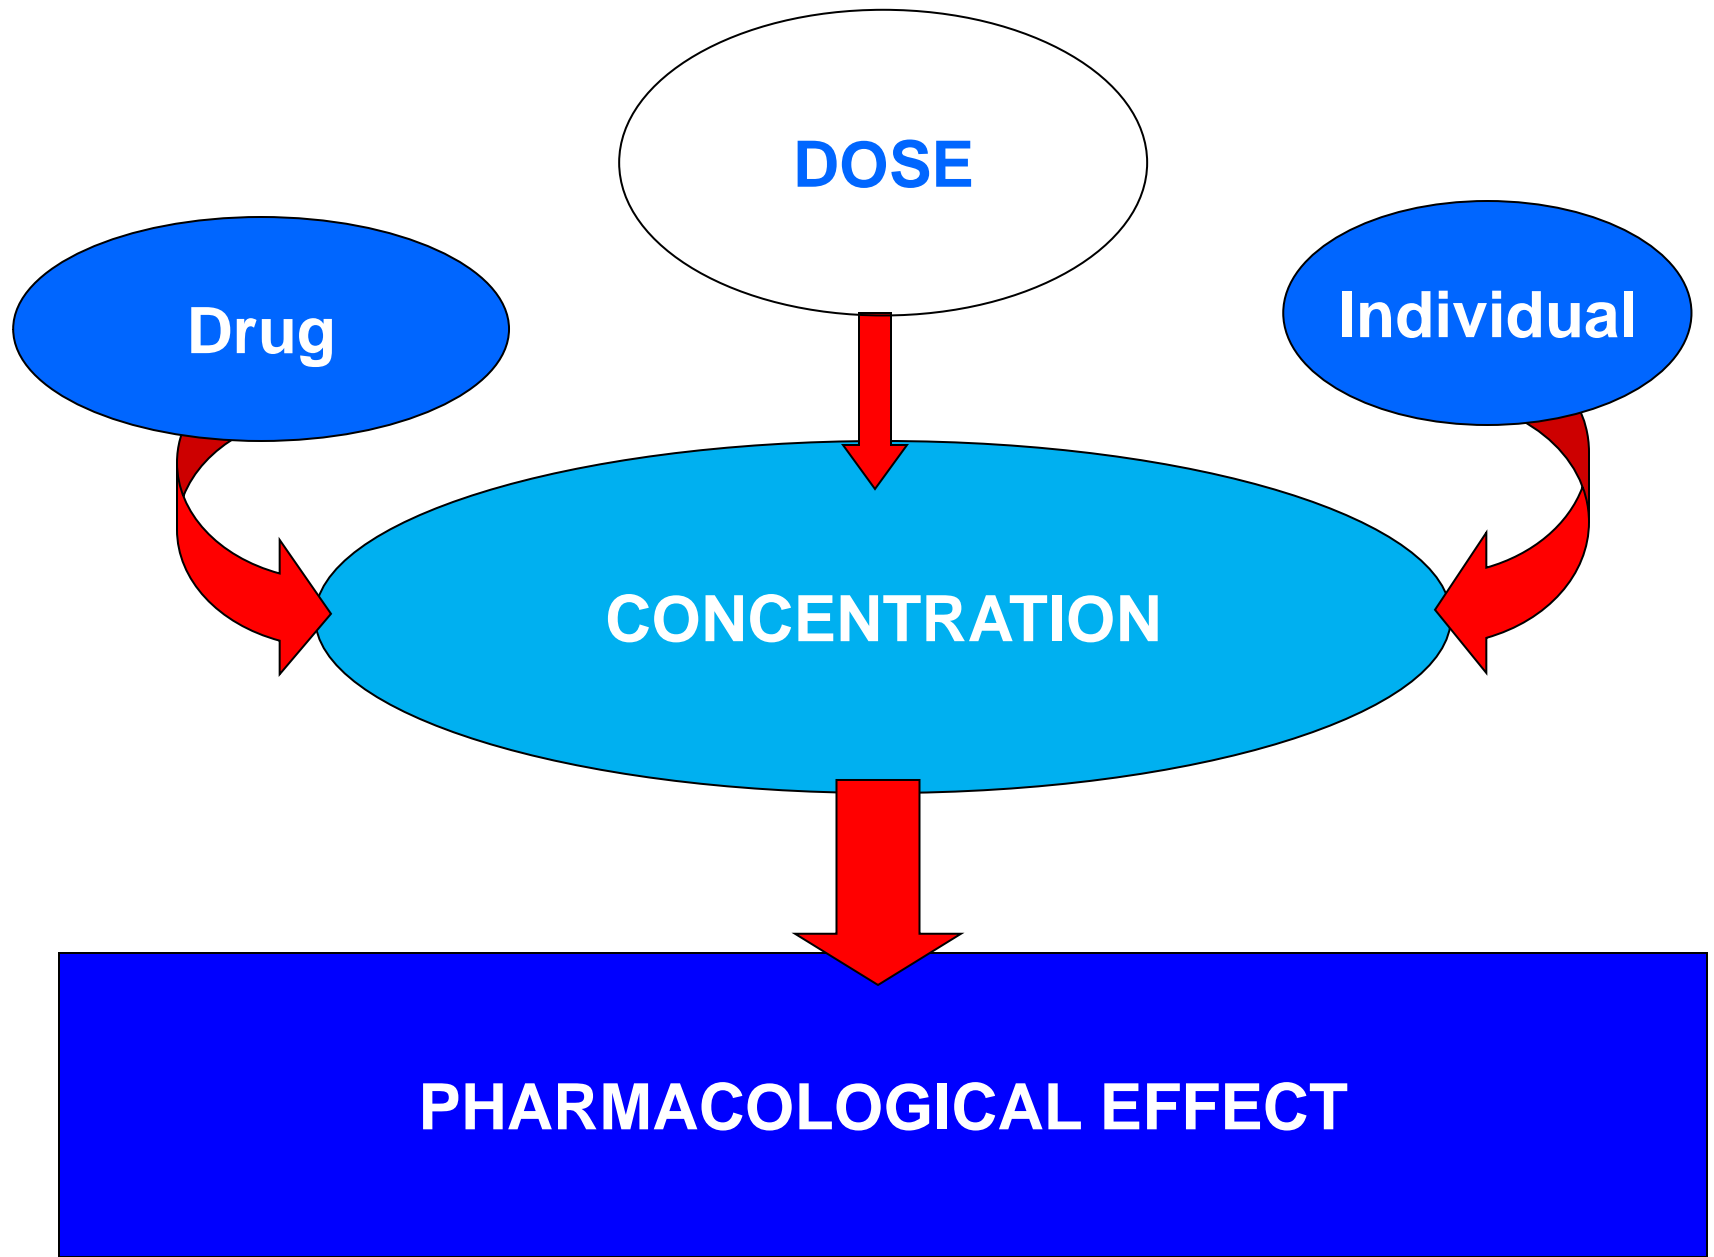 DOSE
Drug
Individual
CONCENTRATION
PHARMACOLOGICAL EFFECT